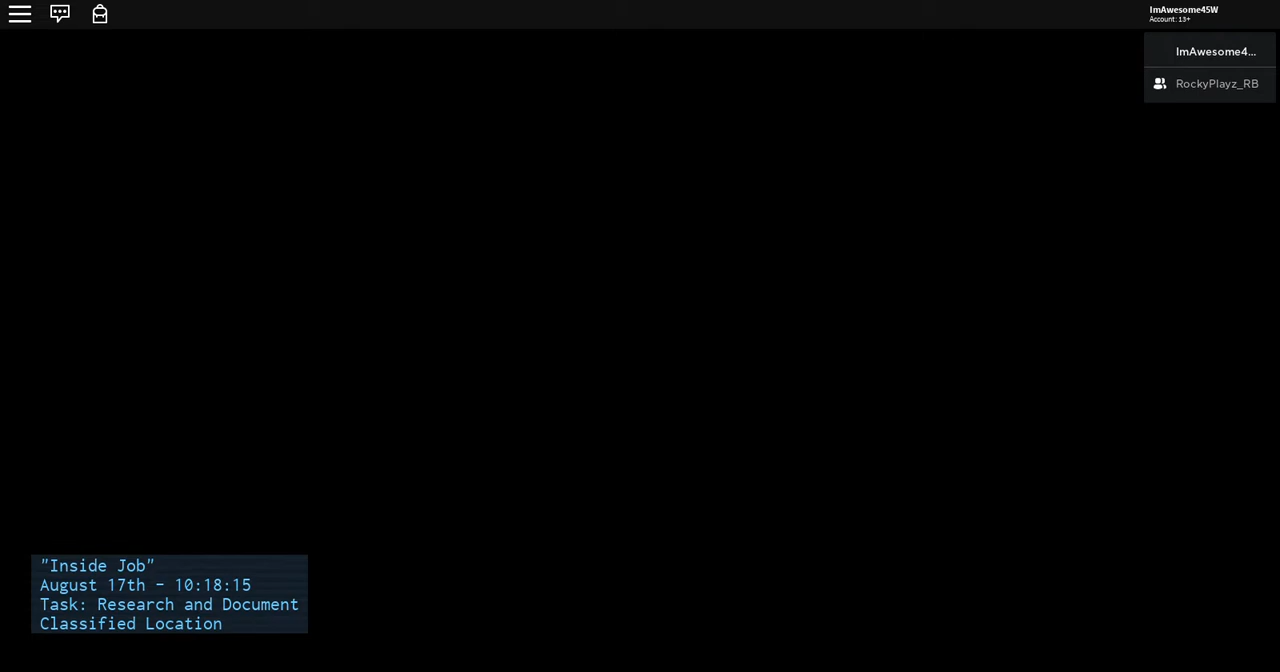 ImAwesome45W
Account: 13+
ImAwesome4...
RockyPlayz_RB
"Inside Job"
August 17th - 10:18:15
Task: Research and Document
Classified Location